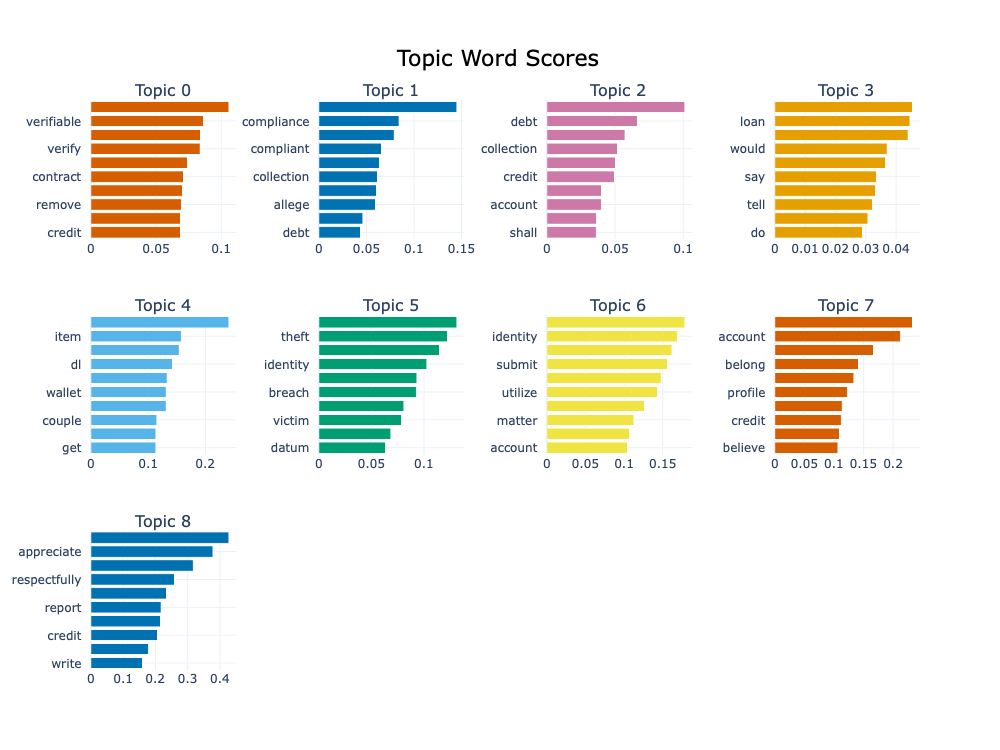 Topic Word Scores
Topic 0
verifiable
verify
contract
remove
credit
0 0.05 0.1
Topic 1
compliance
compliant
collection
allege
debt
0 0.05 0.1 0.15
Topic 2
debt
collection
credit
account
shall
0 0.05 0.1
Topic 3
loan
would
say
tell
do
0 0.01 0.02 0.03 0.04
Topic 4
item
dl
wallet
couple
get
0 0.1 0.2
Topic 5
theft
identity
breach
victim
datum
0 0.05 0.1
Topic 6
identity
submit
utilize
matter
account
0 0.05 0.1 0.15
Topic 7
account
belong
profile
credit
believe
0 0.05 0.1 0.15 0.2
Topic 8
appreciate
respectfully
report
credit
write
0 0.1 0.2 0.3 0.4